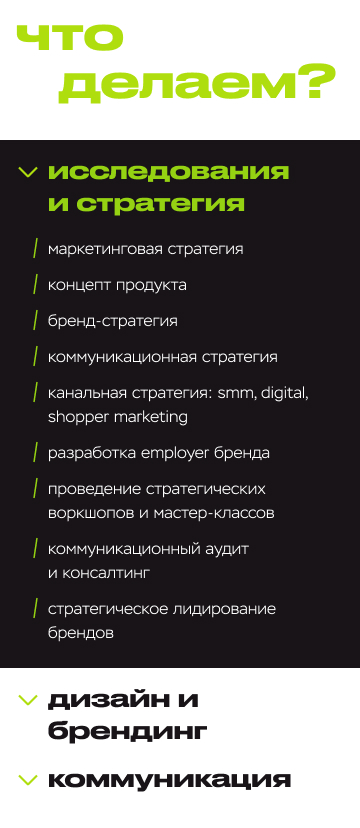 что
делаем?
исследования
и стратегия
маркетинговая стратегия
концепт продукта
бренд-стратегия
коммуникационная стратегия
канальная стратегия: smm, digital,
shopper marketing
разработка employer бренда
проведение стратегических
воркшопов и мастер-классов
коммуникационный аудит
и консалтинг
стратегическое лидирование
брендов
дизайн и
брендинг
коммуникация